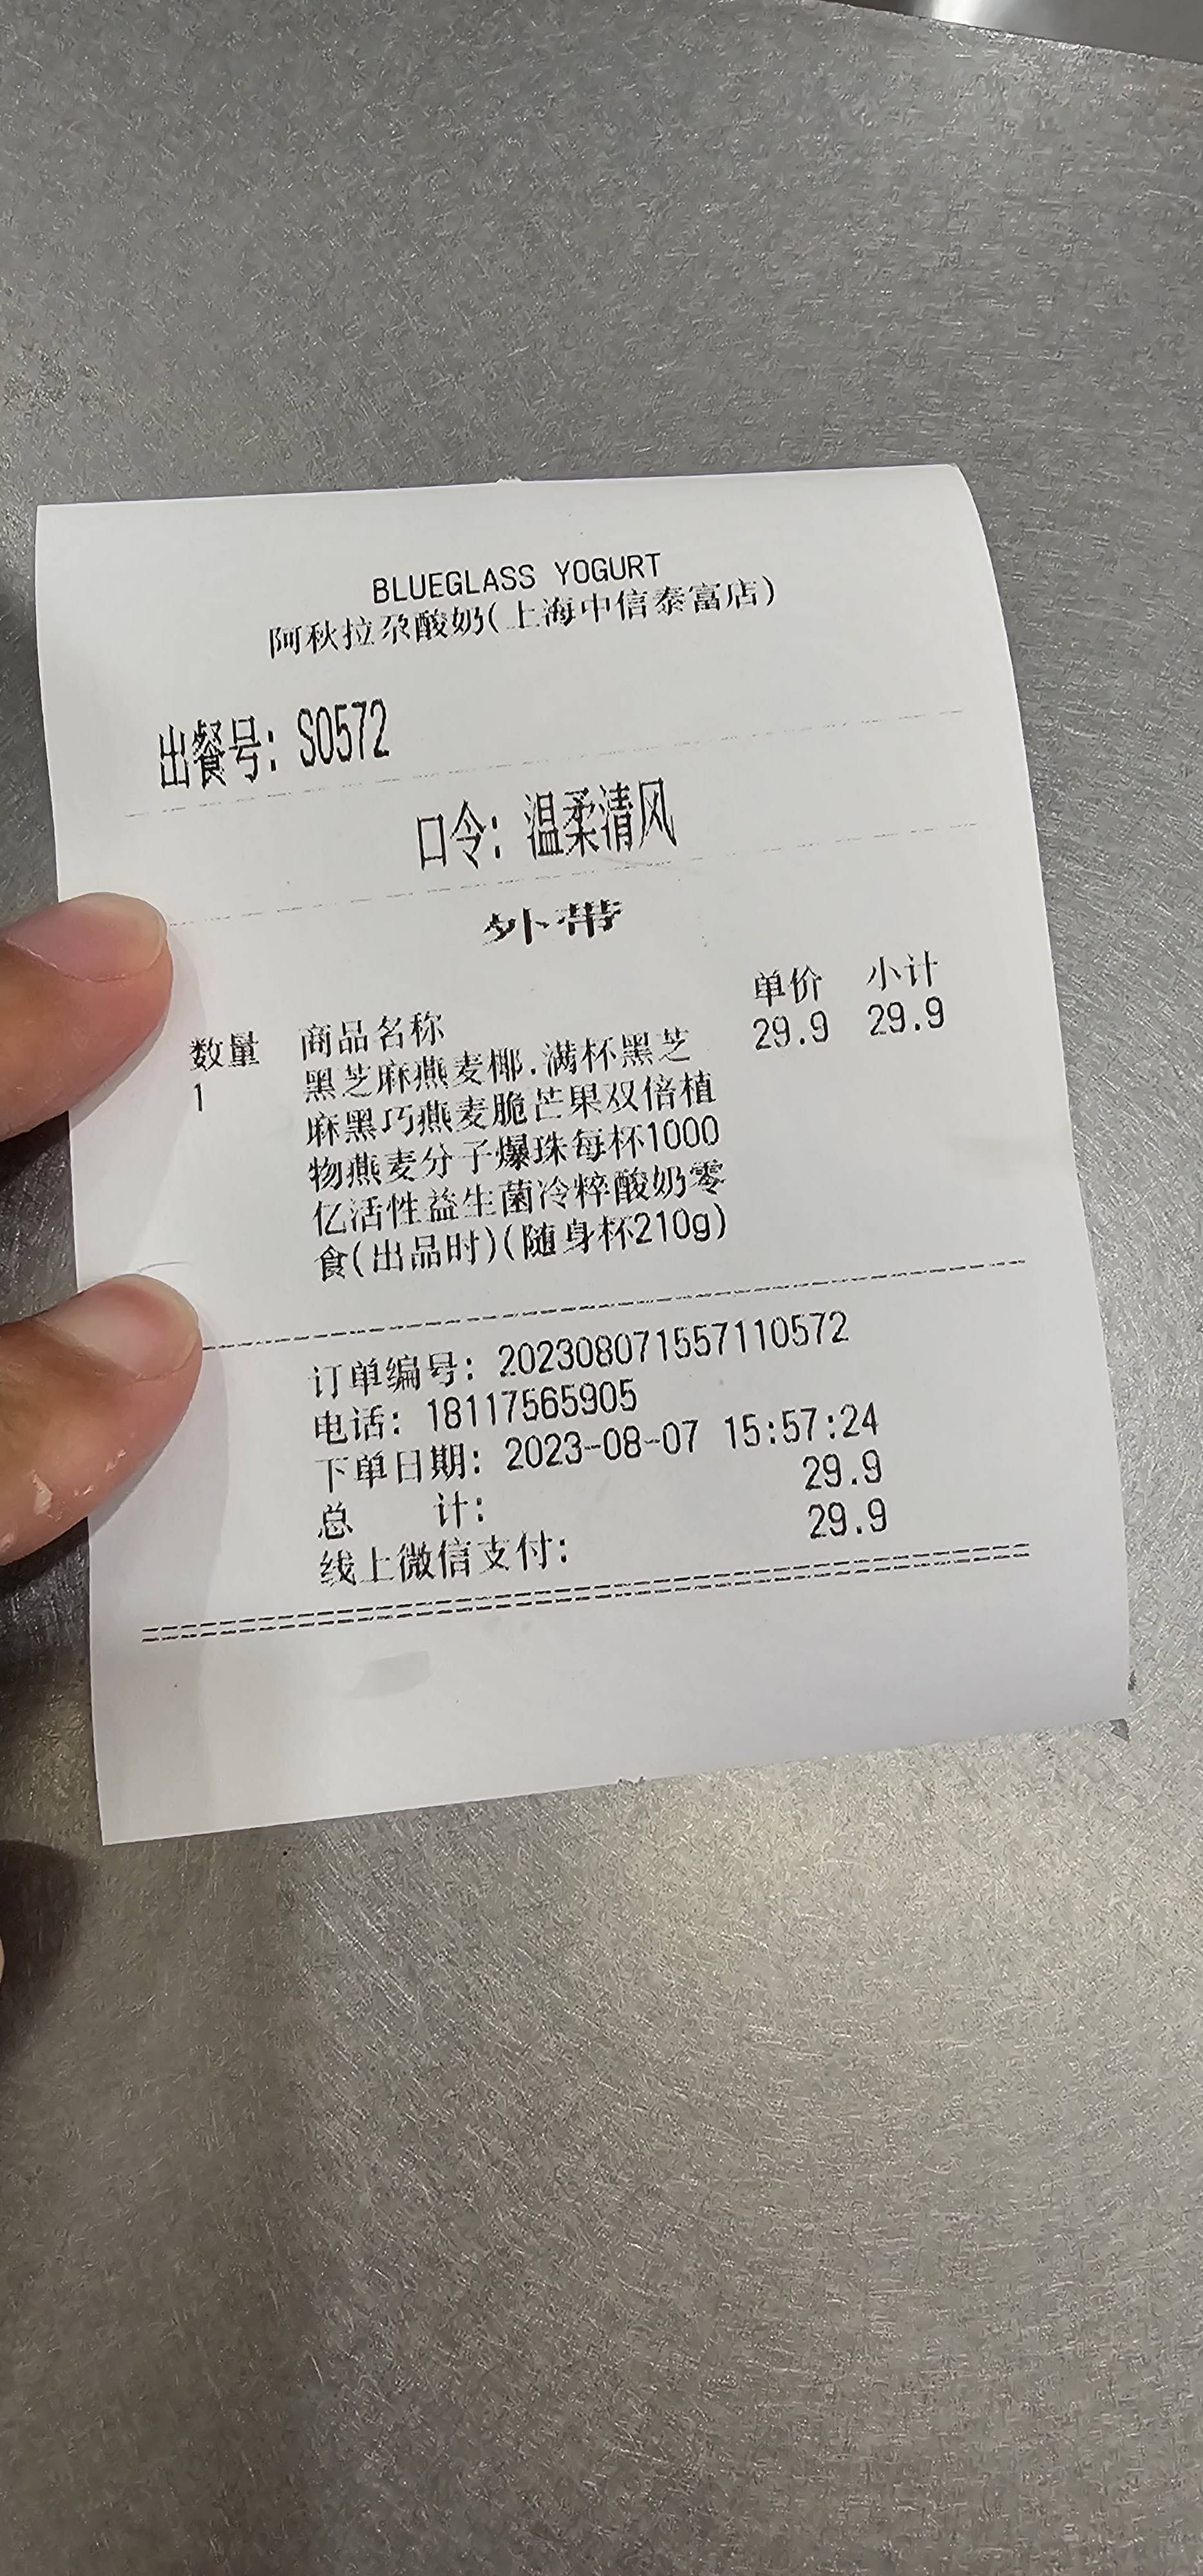 BLUEGLASS YOGURT
阿秋拉尕酸奶(上海中信泰富店)
出餐号: S0572
口令: 温柔清风
外带
数量 商品名称 单价 小计
1 黑芝麻燕麦椰.满杯黑芝 29.9 29.9
麻黑巧燕麦脆芒果双倍植
物燕麦分子爆珠每杯1000
亿活性益生菌冷粹酸奶零
食(出品时)(随身杯210g)
订单编号: 202308071557110572
电话: 18117565905
下单日期: 2023-08-07 15:57:24
总 计: 29.9
线上微信支付: 29.9